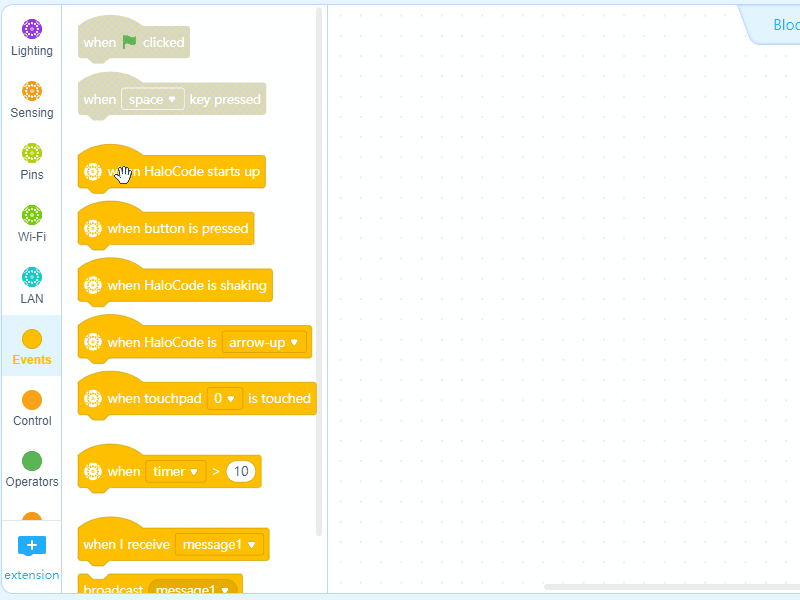 Lighting
Sensing
Pins
Wi-Fi
LAN
Events
Control
Operators
extension
when clicked
when space key pressed
when HaloCode starts up
when button is pressed
when HaloCode is shaking
when HaloCode is arrow-up
when touchpad 0 is touched
when timer > 10
when I receive message1
broadcast message1